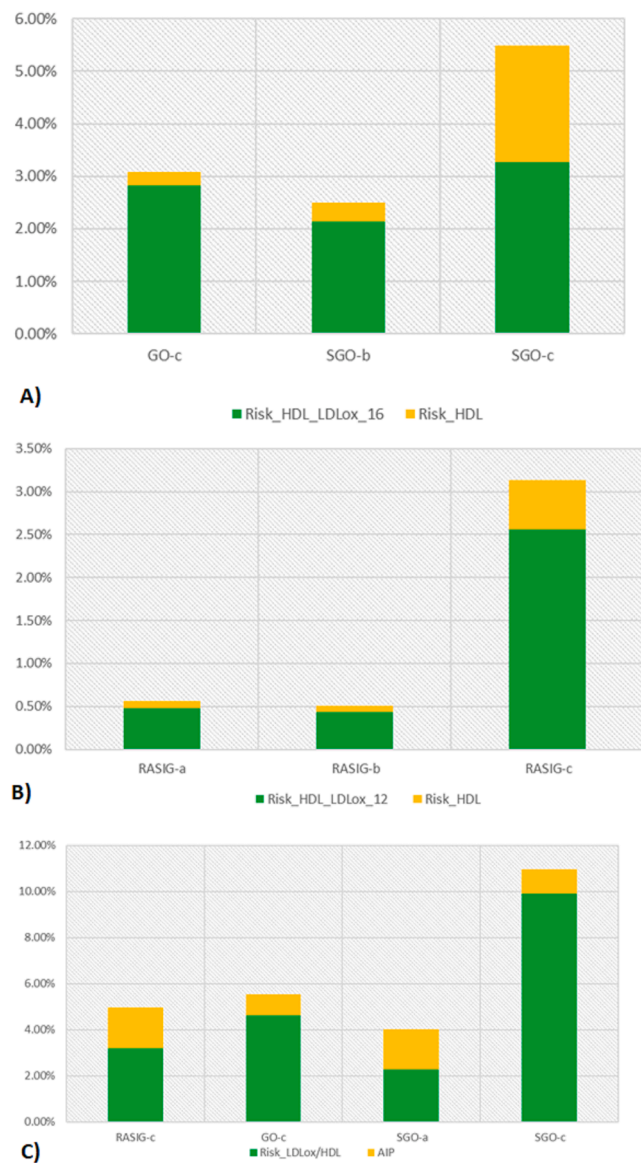 6.00%
5.00%
4.00%
3.00%
2.00%
1.00%
0.00%
GO-c SGO-b SGO-c
A)
Risk_HDL_LDLox_16 Risk_HDL
3.50%
3.00%
2.50%
2.00%
1.50%
1.00%
0.50%
0.00%
RASIG-a RASIG-b RASIG-c
B)
Risk_HDL_LDLox_12 Risk_HDL
12.00%
10.00%
8.00%
6.00%
4.00%
2.00%
0.00%
RASIG-c GO-c SGO-a SGO-c
C)
Risk_LDLox/HDL AIP